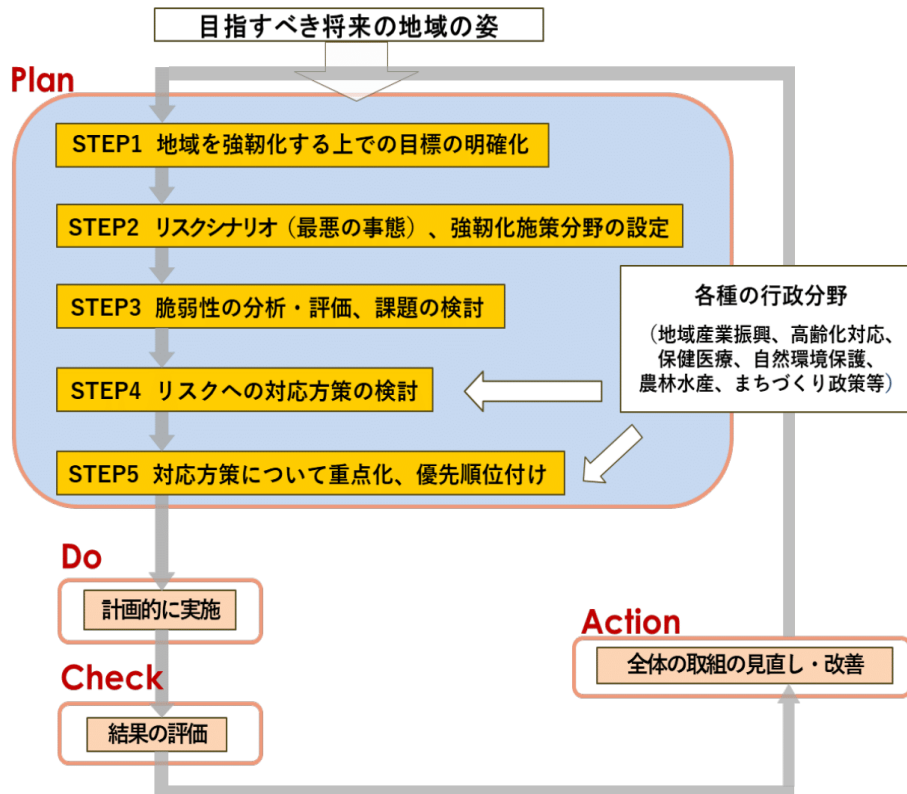 目指すべき将来の地域の姿
Plan
STEP1 地域を強靱化する上での目標の明確化
STEP2 リスクシナリオ（最悪の事態）、強靱化施策分野の設定
STEP3 脆弱性の分析・評価、課題の検討
各種の行政分野
（地域産業振興、高齢化対応、
保健医療、自然環境保護、
農林水産、まちづくり政策等）
STEP4 リスクへの対応方策の検討
STEP5 対応方策について重点化、優先順位付け
Do
計画的に実施
Check
結果の評価
Action
全体の取組の見直し・改善